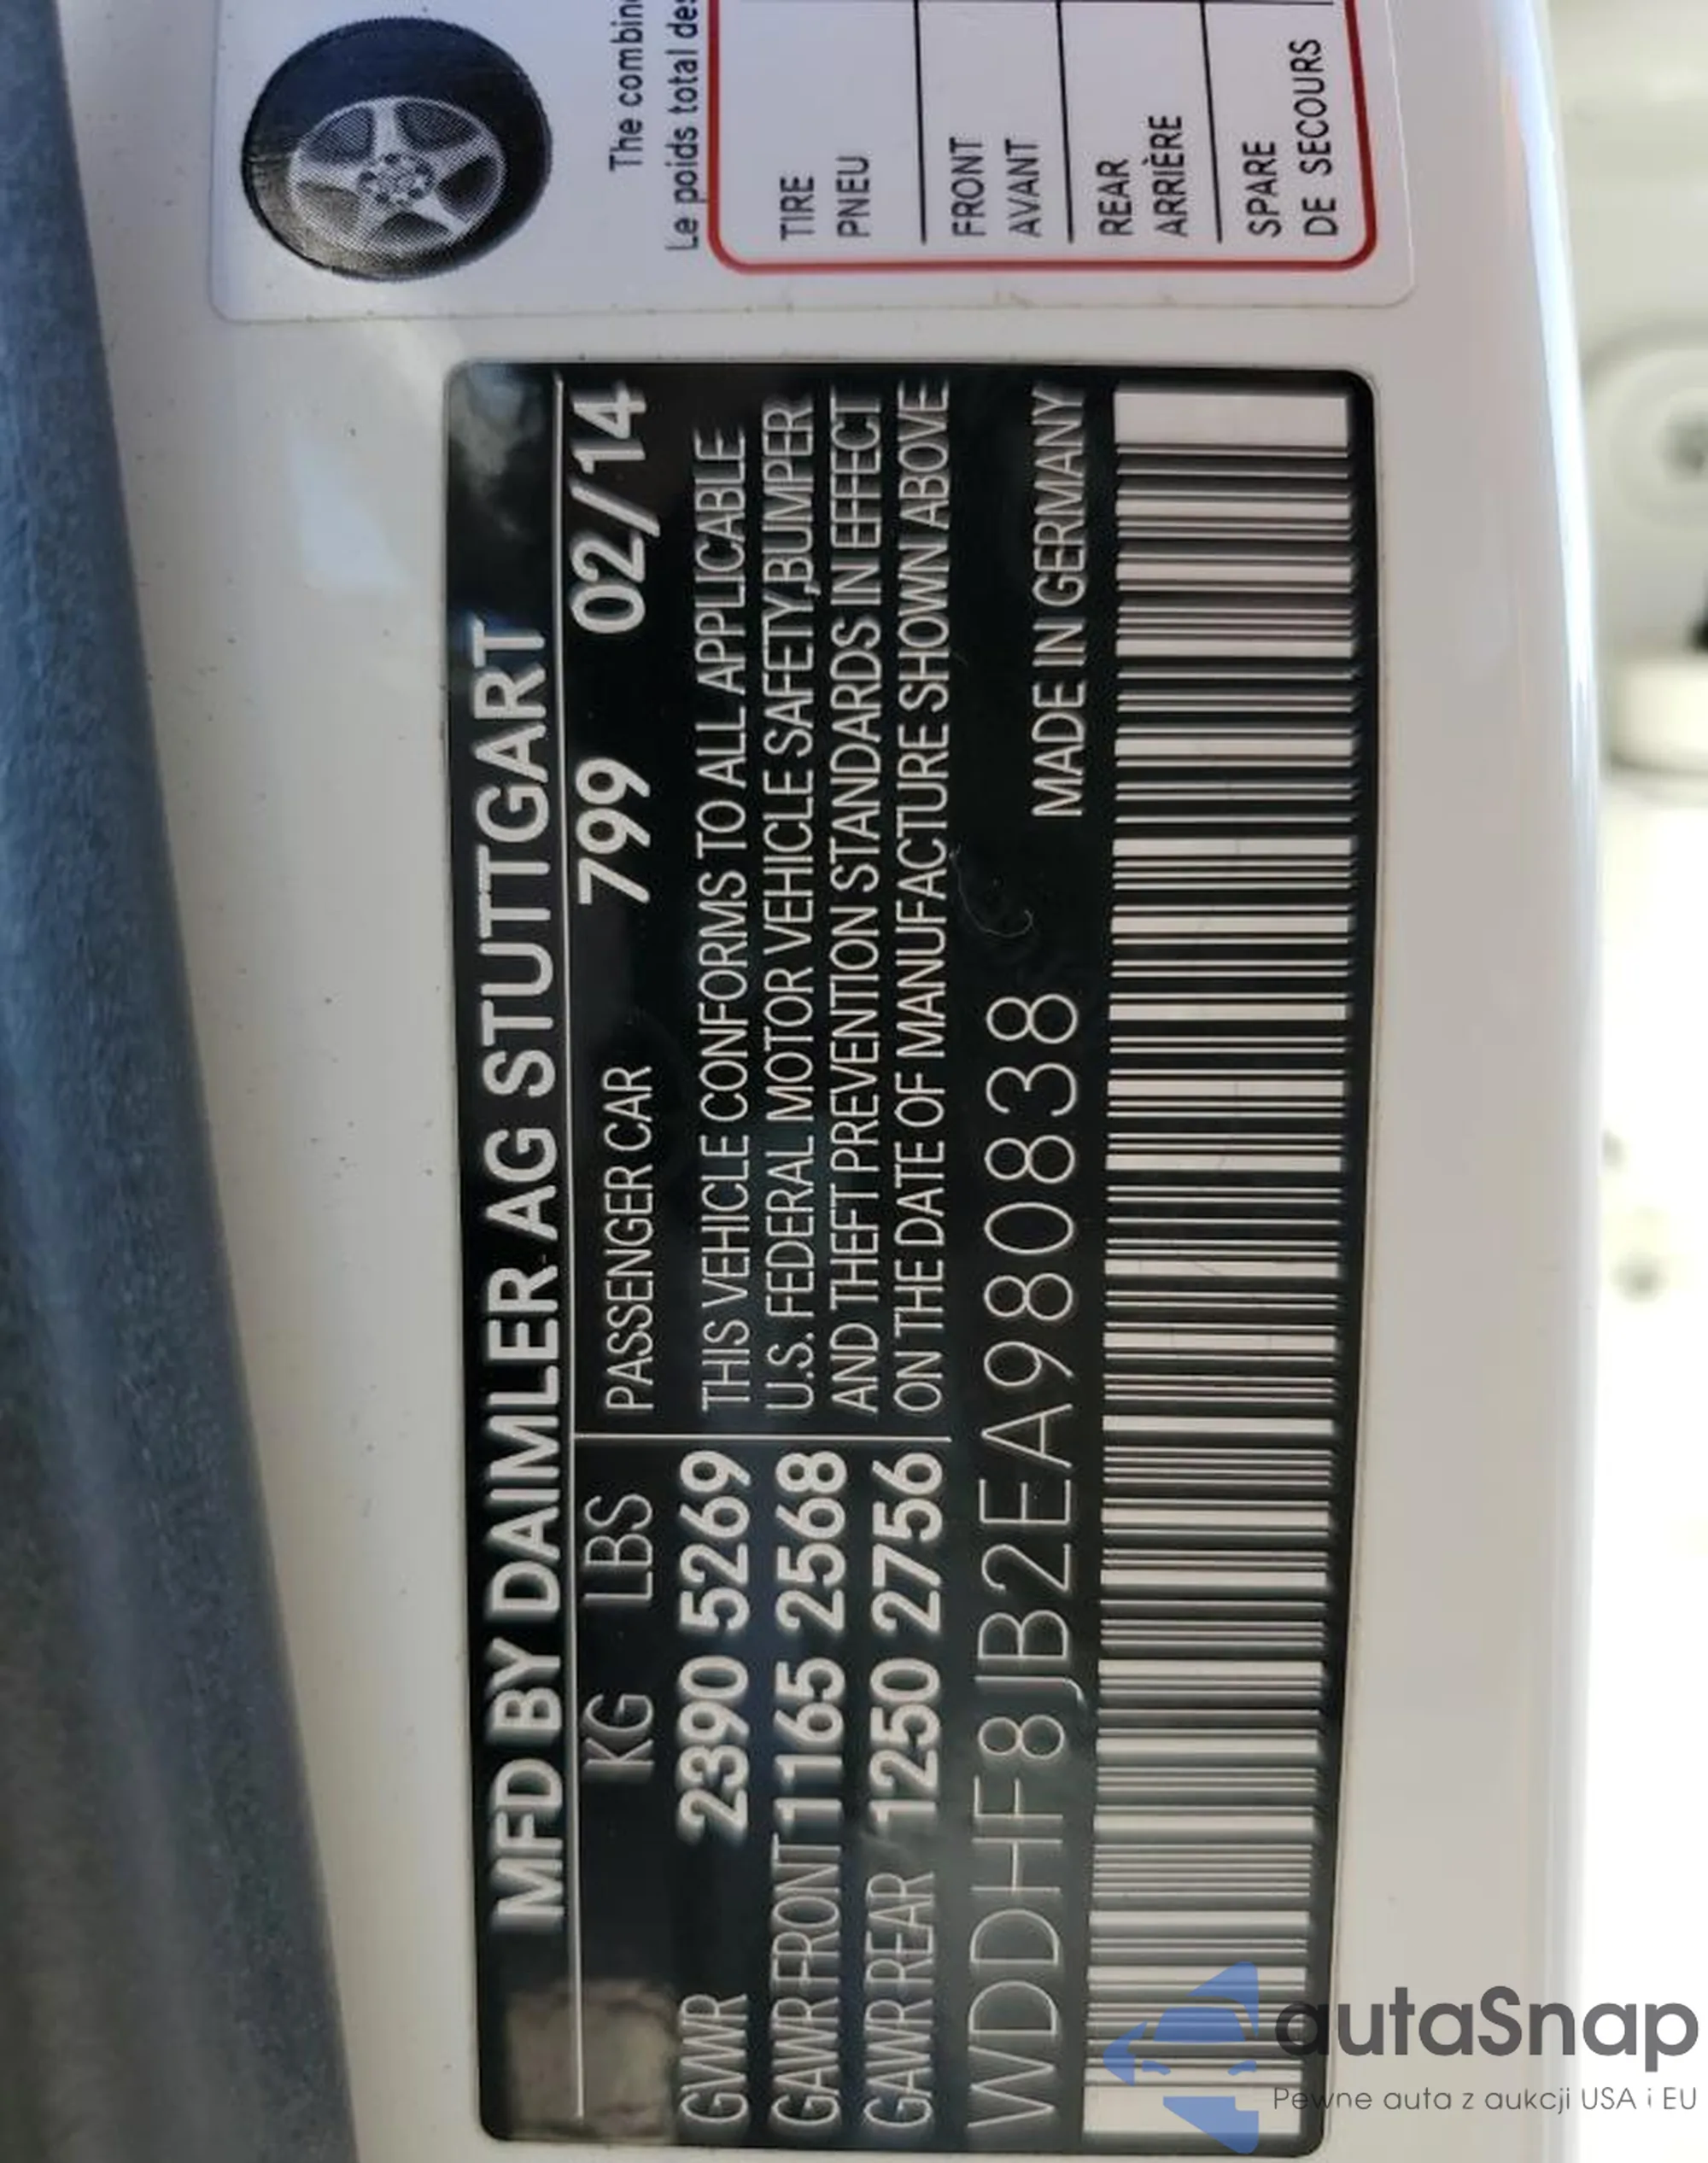 MFD BY DAIMLER AG STUTTGART
KG LBS
PASSENGER CAR 799 02/14
GVWR 2390 5269
GAWR FRONT 1165 2568
GAWR REAR 1250 2756
THIS VEHICLE CONFORMS TO ALL APPLICABLE
U.S. FEDERAL MOTOR VEHICLE SAFETY,BUMPER
AND THEFT PREVENTION STANDARDS IN EFFECT
ON THE DATE OF MANUFACTURE SHOWN ABOVE
WDDHF8JB2EA980838
MADE IN GERMANY
The
Le poids total
TIRE
PNEU
FRONT
AVANT
REAR
ARRIÈRE
SPARE
DE SECOURS
autaSnap
Pewne auta z aukcji USA i EU